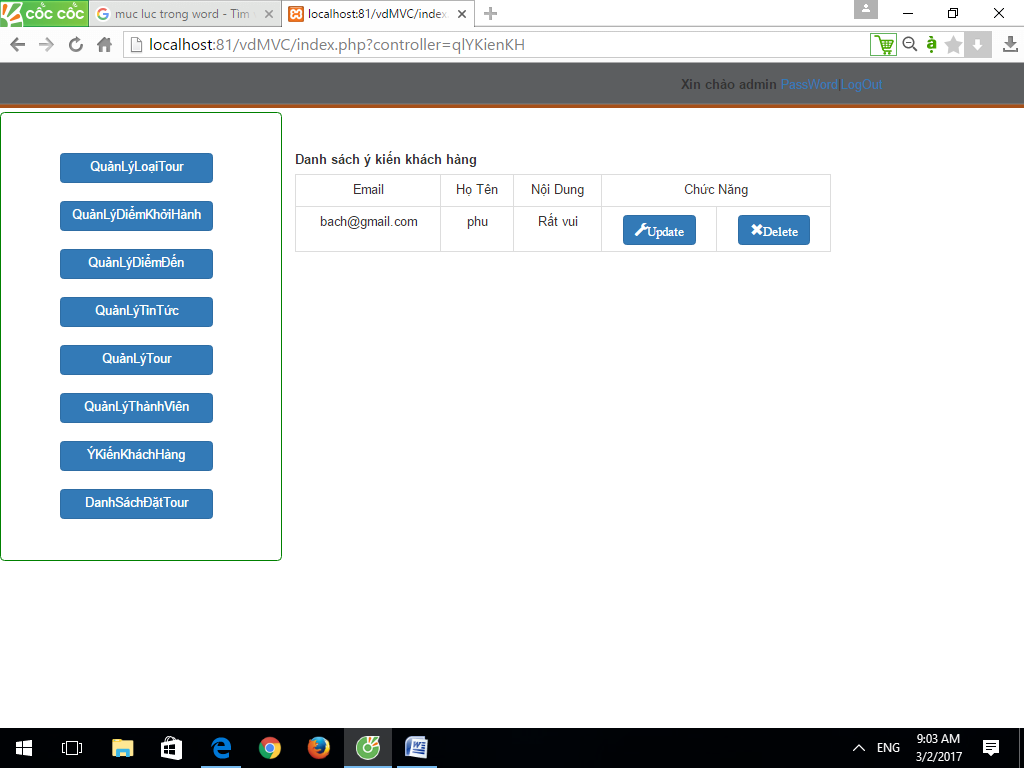 cốc cốc
muc luc trong word - Tìm
localhost:81/vdMVC/index.
localhost:81/vdMVC/index.php?controller=qlYKienKH
Xin chào admin PassWord|LogOut
QuảnLýLoạiTour
QuảnLýDiểmKhởiHành
QuảnLýDiểmĐến
QuảnLýTinTức
QuảnLýTour
QuảnLýThànhViên
ÝKiếnKháchHàng
DanhSáchĐặtTour
Danh sách ý kiến khách hàng
Email Họ Tên Nội Dung Chức Năng
bach@gmail.com phu Rất vui Update Delete
ENG
9:03 AM
3/2/2017